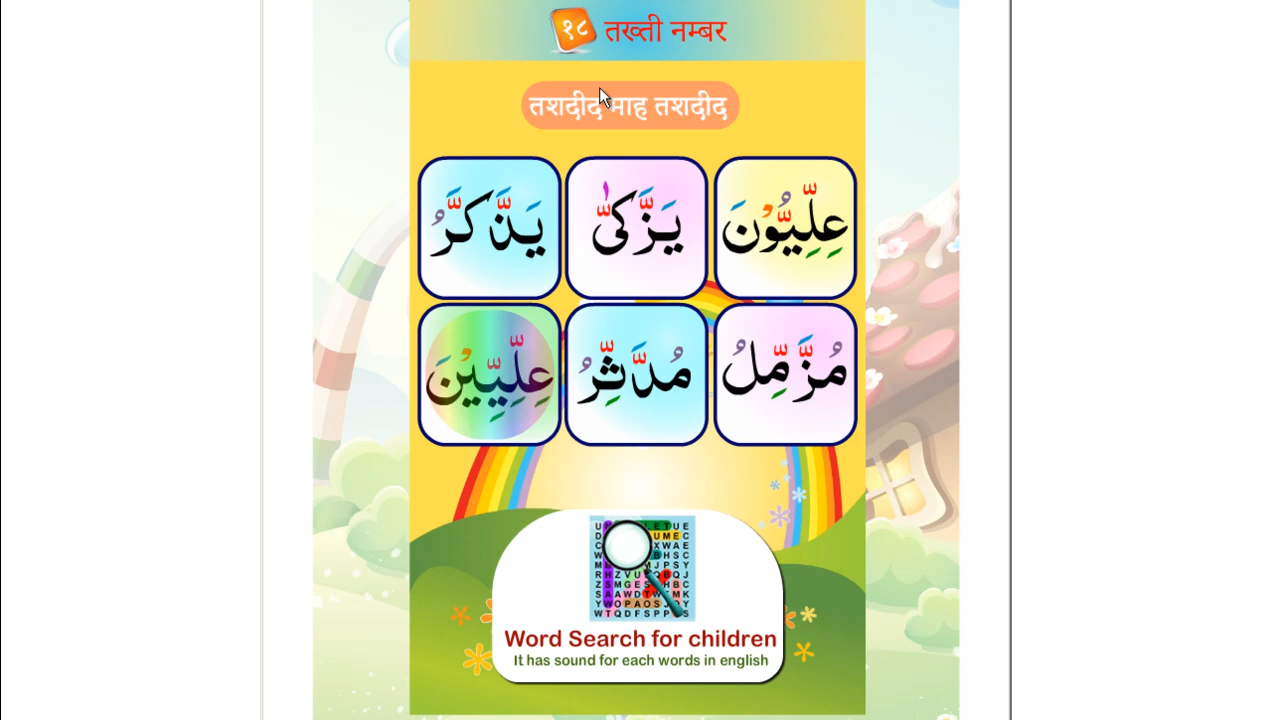 १८ तख्ती नम्बर
तशदीद माह तशदीद
عِلِّيُّوْنَ يَزَّكّٰى يَذَّكَّرُ
مُزَّمِّلُ مُدَّثِّرُ عِلِّيِّيْنَ
Word Search for children
It has sound for each words in english